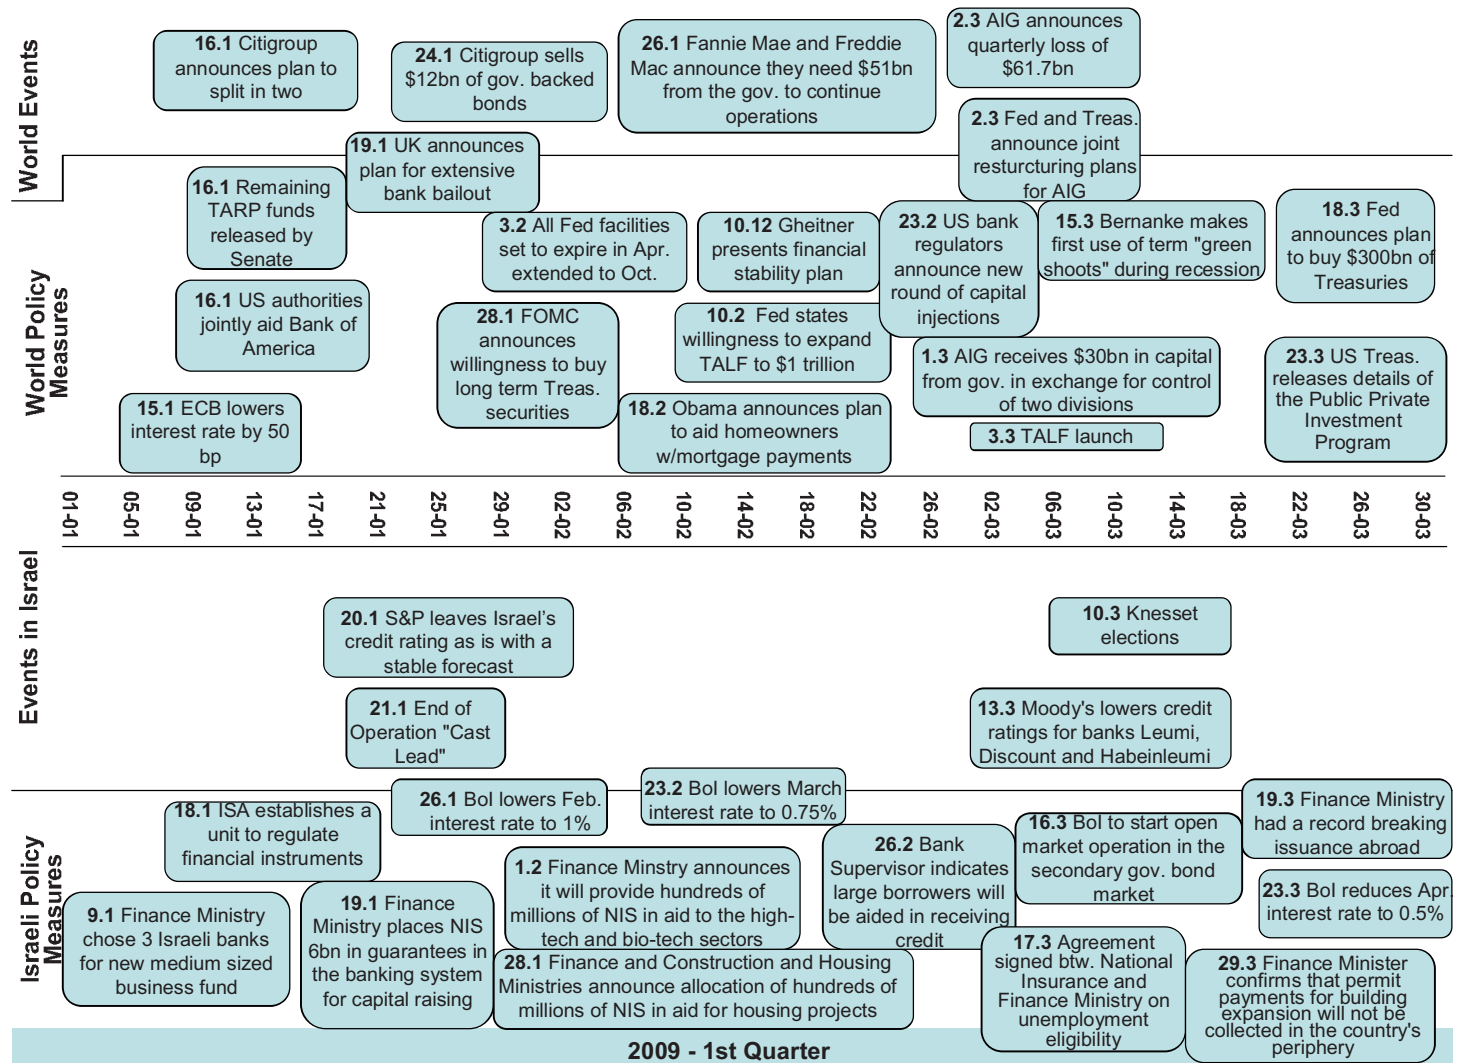 World Events
16.1 Citigroup
announces plan to
split in two
24.1 Citigroup sells
$12bn of gov. backed
bonds
26.1 Fannie Mae and Freddie
Mac announce they need $51bn
from the gov. to continue
operations
2.3 AIG announces
quarterly loss of
$61.7bn
2.3 Fed and Treas.
announce joint
resturcturing plans
for AIG
World Policy
Measures
19.1 UK announces
plan for extensive
bank bailout
16.1 Remaining
TARP funds
released by
Senate
3.2 All Fed facilities
set to expire in Apr.
extended to Oct.
10.12 Gheitner
presents financial
stability plan
23.2 US bank
regulators
announce new
round of capital
injections
15.3 Bernanke makes
first use of term "green
shoots" during recession
18.3 Fed
announces plan
to buy $300bn of
Treasuries
16.1 US authorities
jointly aid Bank of
America
28.1 FOMC
announces
willingness to buy
long term Treas.
securities
10.2 Fed states
willingness to expand
TALF to $1 trillion
1.3 AIG receives $30bn in capital
from gov. in exchange for control
of two divisions
23.3 US Treas.
releases details of
the Public Private
Investment
Program
15.1 ECB lowers
interest rate by 50
bp
18.2 Obama announces plan
to aid homeowners
w/mortgage payments
3.3 TALF launch
01-01
05-01
09-01
13-01
17-01
21-01
25-01
29-01
02-02
06-02
10-02
14-02
18-02
22-02
26-02
02-03
06-03
10-03
14-03
18-03
22-03
26-03
30-03
Events in Israel
20.1 S&P leaves Israel's
credit rating as is with a
stable forecast
10.3 Knesset
elections
21.1 End of
Operation "Cast
Lead"
13.3 Moody's lowers credit
ratings for banks Leumi,
Discount and Habeinleumi
Israeli Policy
Measures
18.1 ISA establishes a
unit to regulate
financial instruments
26.1 BoI lowers Feb.
interest rate to 1%
23.2 BoI lowers March
interest rate to 0.75%
19.3 Finance Ministry
had a record breaking
issuance abroad
9.1 Finance Ministry
chose 3 Israeli banks
for new medium sized
business fund
19.1 Finance
Ministry places NIS
6bn in guarantees in
the banking system
for capital raising
1.2 Finance Minstry announces
it will provide hundreds of
millions of NIS in aid to the high-
tech and bio-tech sectors
26.2 Bank
Supervisor indicates
large borrowers will
be aided in receiving
credit
16.3 BoI to start open
market operation in the
secondary gov. bond
market
23.3 BoI reduces Apr.
interest rate to 0.5%
28.1 Finance and Construction and Housing
Ministries announce allocation of hundreds of
millions of NIS in aid for housing projects
17.3 Agreement
signed btw. National
Insurance and
Finance Ministry on
unemployment
eligibility
29.3 Finance Minister
confirms that permit
payments for building
expansion will not be
collected in the country's
periphery
2009 - 1st Quarter